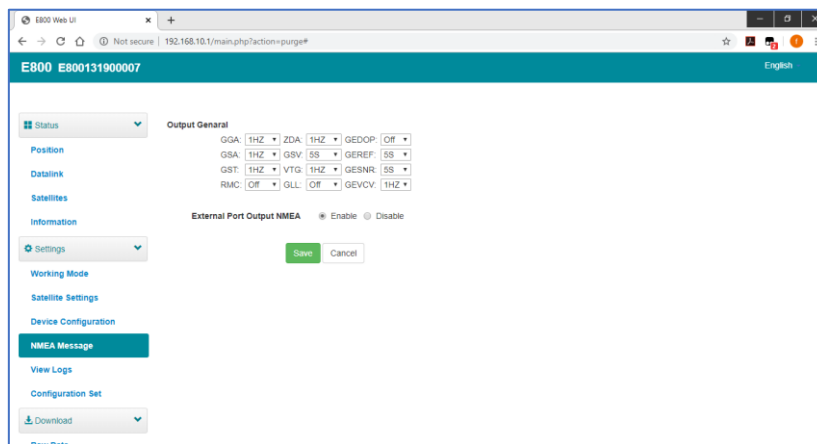 E800 Web UI
Not secure | 192.168.10.1/main.php?action=purge#
E800 E800131900007
English
Status
Position
Datalink
Satellites
Information
Settings
Working Mode
Satellite Settings
Device Configuration
NMEA Message
View Logs
Configuration Set
Download
Output Genaral
GGA: 1HZ ZDA: 1HZ GEDOP: Off
GSA: 1HZ GSV: 5S GEREF: 5S
GST: 1HZ VTG: 1HZ GESNR: 5S
RMC: Off GLL: Off GEVCV: 1HZ
External Port Output NMEA Enable Disable
Save Cancel